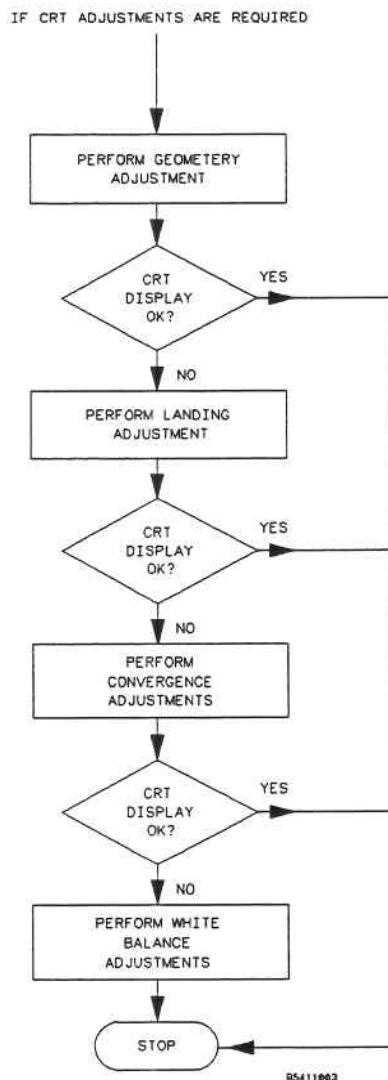 IF CRT ADJUSTMENTS ARE REQUIRED
PERFORM GEOMETERY
ADJUSTMENT
CRT
DISPLAY
OK?
YES
NO
PERFORM LANDING
ADJUSTMENT
CRT
DISPLAY
OK?
YES
NO
PERFORM
CONVERGENCE
ADJUSTMENTS
CRT
DISPLAY
OK?
YES
NO
PERFORM WHITE
BALANCE
ADJUSTMENTS
STOP